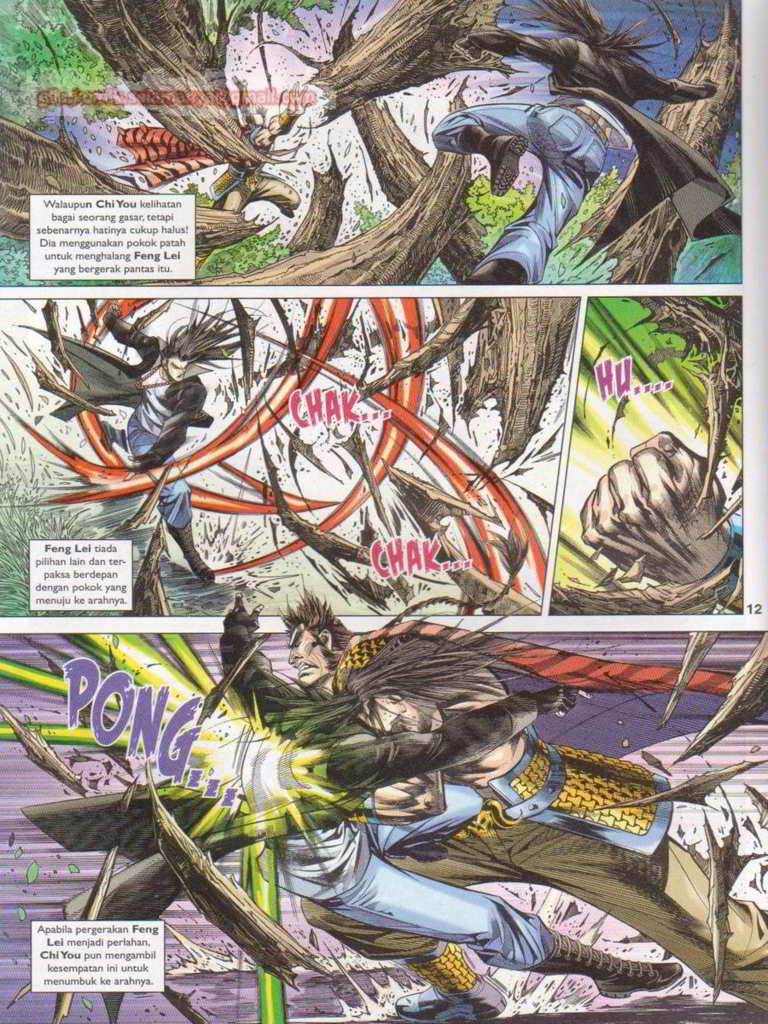 Walaupun Chi You kelihatan
bagai seorang gasar, tetapi
sebenarnya hatinya cukup halus!
Dia menggunakan pokok patah
untuk menghalang Feng Lei
yang bergerak pantas itu.
CHAK...
HU....
CHAK...
Feng Lei tiada
pilihan lain dan ter-
paksa berdepan
dengan pokok yang
menuju ke arahnya.
12
PONG...
Apabila pergerakan Feng
Lei menjadi perlahan,
Chi You pun mengambil
kesempatan ini untuk
menumbuk ke arahnya.